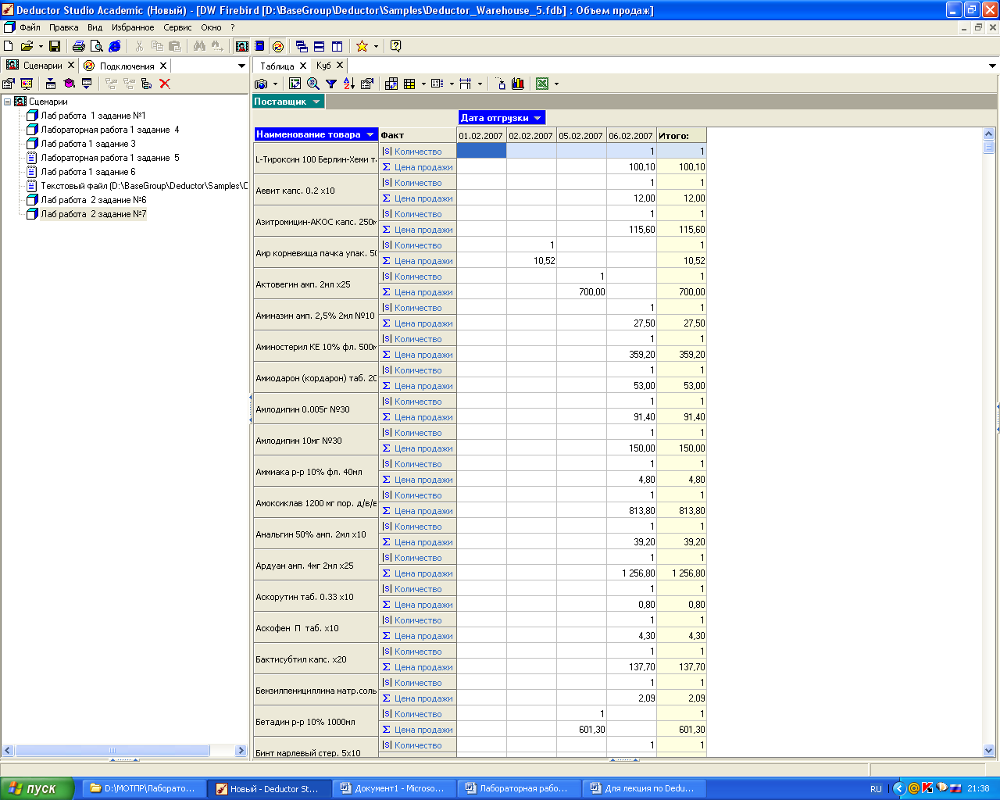 Deductor Studio Academic (Новый) - [DW Firebird [D:\BaseGroup\Deductor\Samples\Deductor_Warehouse_5.fdb] : Объем продаж]
Файл Правка Вид Избранное Сервис Окно ?
Сценарии Подключения Таблица Куб
Сценарии
Лаб работа 1 задание №1
Лабораторная работа 1 задание 4
Лаб работа 1 задание 3
Лабораторная работа 1 задание 5
Лаб работа 1 задание 6
Текстовый файл (D:\BaseGroup\Deductor\Samples\C
Лаб работа 2 задание №6
Лаб работа 2 задание №7
Поставщик
Дата отгрузки
Наименование товара Факт 01.02.2007 02.02.2007 05.02.2007 06.02.2007 Итого:
L-Тироксин 100 Берлин-Хеми т. |S| Количество 1 1
Σ Цена продажи 100,10 100,10
Аевит капс. 0.2 x10 |S| Количество 1 1
Σ Цена продажи 12,00 12,00
Азитромицин-АКОС капс. 250м |S| Количество 1 1
Σ Цена продажи 115,60 115,60
Аир корневища пачка упак. 50 |S| Количество 1 1
Σ Цена продажи 10,52 10,52
Актовегин амп. 2мл x25 |S| Количество 1 1
Σ Цена продажи 700,00 700,00
Аминазин амп. 2,5% 2мл №10 |S| Количество 1 1
Σ Цена продажи 27,50 27,50
Аминостерил КЕ 10% фл. 500м |S| Количество 1 1
Σ Цена продажи 359,20 359,20
Амиодарон (кордарон) таб. 20 |S| Количество 1 1
Σ Цена продажи 53,00 53,00
Амлодипин 0.005г №30 |S| Количество 1 1
Σ Цена продажи 91,40 91,40
Амлодипин 10мг №30 |S| Количество 1 1
Σ Цена продажи 150,00 150,00
Аммиака р-р 10% фл. 40мл |S| Количество 1 1
Σ Цена продажи 4,80 4,80
Амоксиклав 1200 мг пор. д/в/в |S| Количество 1 1
Σ Цена продажи 813,80 813,80
Анальгин 50% амп. 2мл x10 |S| Количество 1 1
Σ Цена продажи 39,20 39,20
Ардуан амп. 4мг 2мл x25 |S| Количество 1 1
Σ Цена продажи 1 256,80 1 256,80
Аскорутин таб. 0.33 x10 |S| Количество 1 1
Σ Цена продажи 0,80 0,80
Аскофен П таб. x10 |S| Количество 1 1
Σ Цена продажи 4,30 4,30
Бактисубтил капс. x20 |S| Количество 1 1
Σ Цена продажи 137,70 137,70
Бензилпенициллина натр.соль |S| Количество 1 1
Σ Цена продажи 2,09 2,09
Бетадин р-р 10% 1000мл |S| Количество 1 1
Σ Цена продажи 601,30 601,30
Бинт марлевый стер. 5x10 |S| Количество 1 1
пуск D:\МОТПР\Лаборато... Новый - Deductor St... Документ1 - Microso... Лабораторная рабо... Для лекция по Dedu... RU 21:38